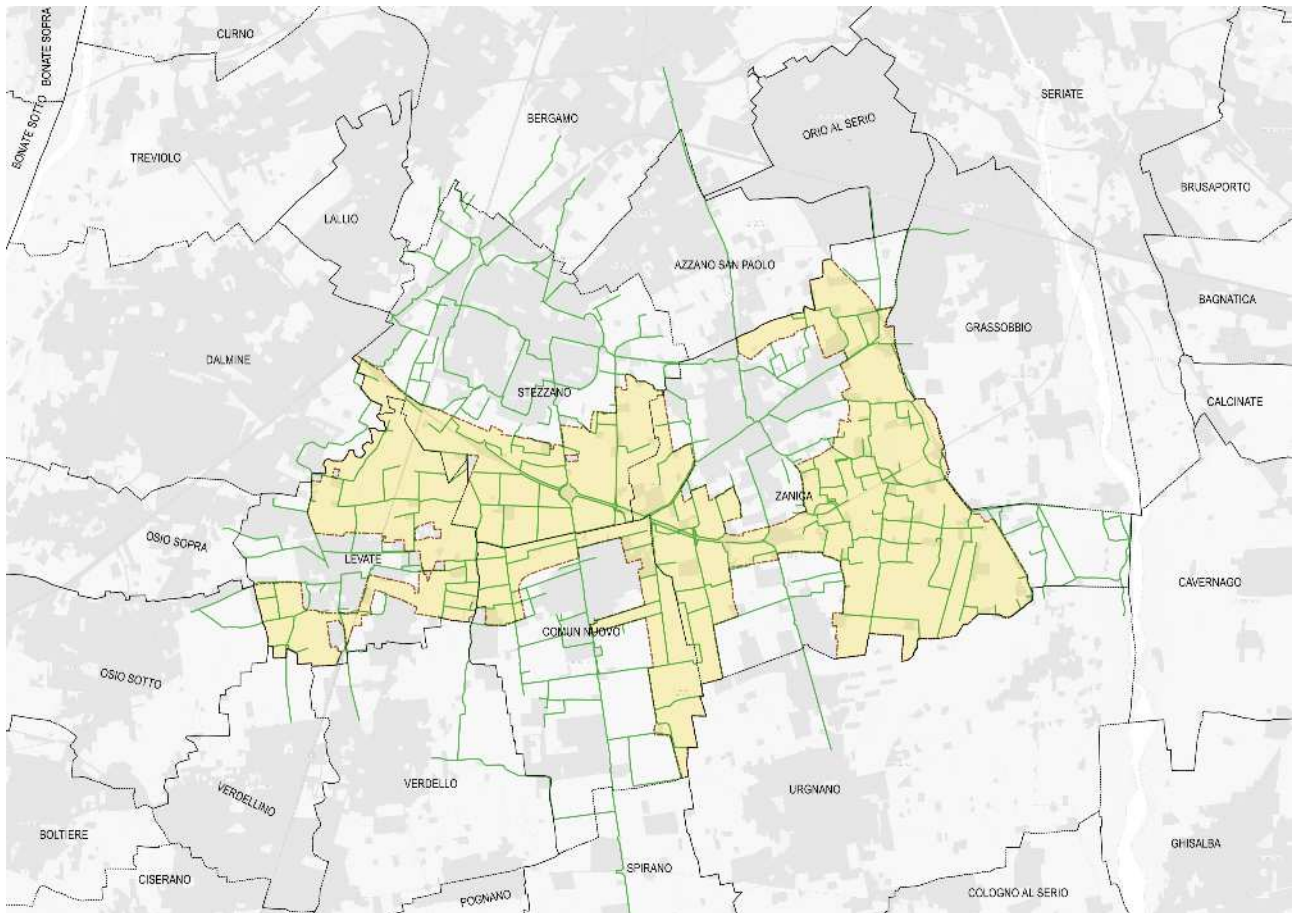 BONATE SOPRA
CURNO
SERIATE
BERGAMO
ORIO AL SERIO
BONATE SOTTO
TREVIOLO
BRUSAPORTO
LALLIO
AZZANO SAN PAOLO
BAGNATICA
GRASSOBBIO
DALMINE
STEZZANO
CALCINATE
ZANICA
OSIO SOPRA
LEVATE
CAVERNAGO
COMUN NUOVO
OSIO SOTTO
VERDELLO
URGNANO
VERDELLINO
BOLTIERE
GHISALBA
SPIRANO
CISERANO
POGNANO
COLOGNO AL SERIO